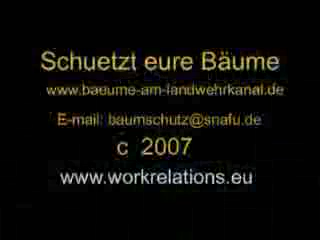 Schuetzt eure Bäume
www.baeume-am-landwehrkanal.de
E-mail: baumschutz@snafu.de
c 2007
www.workrelations.eu